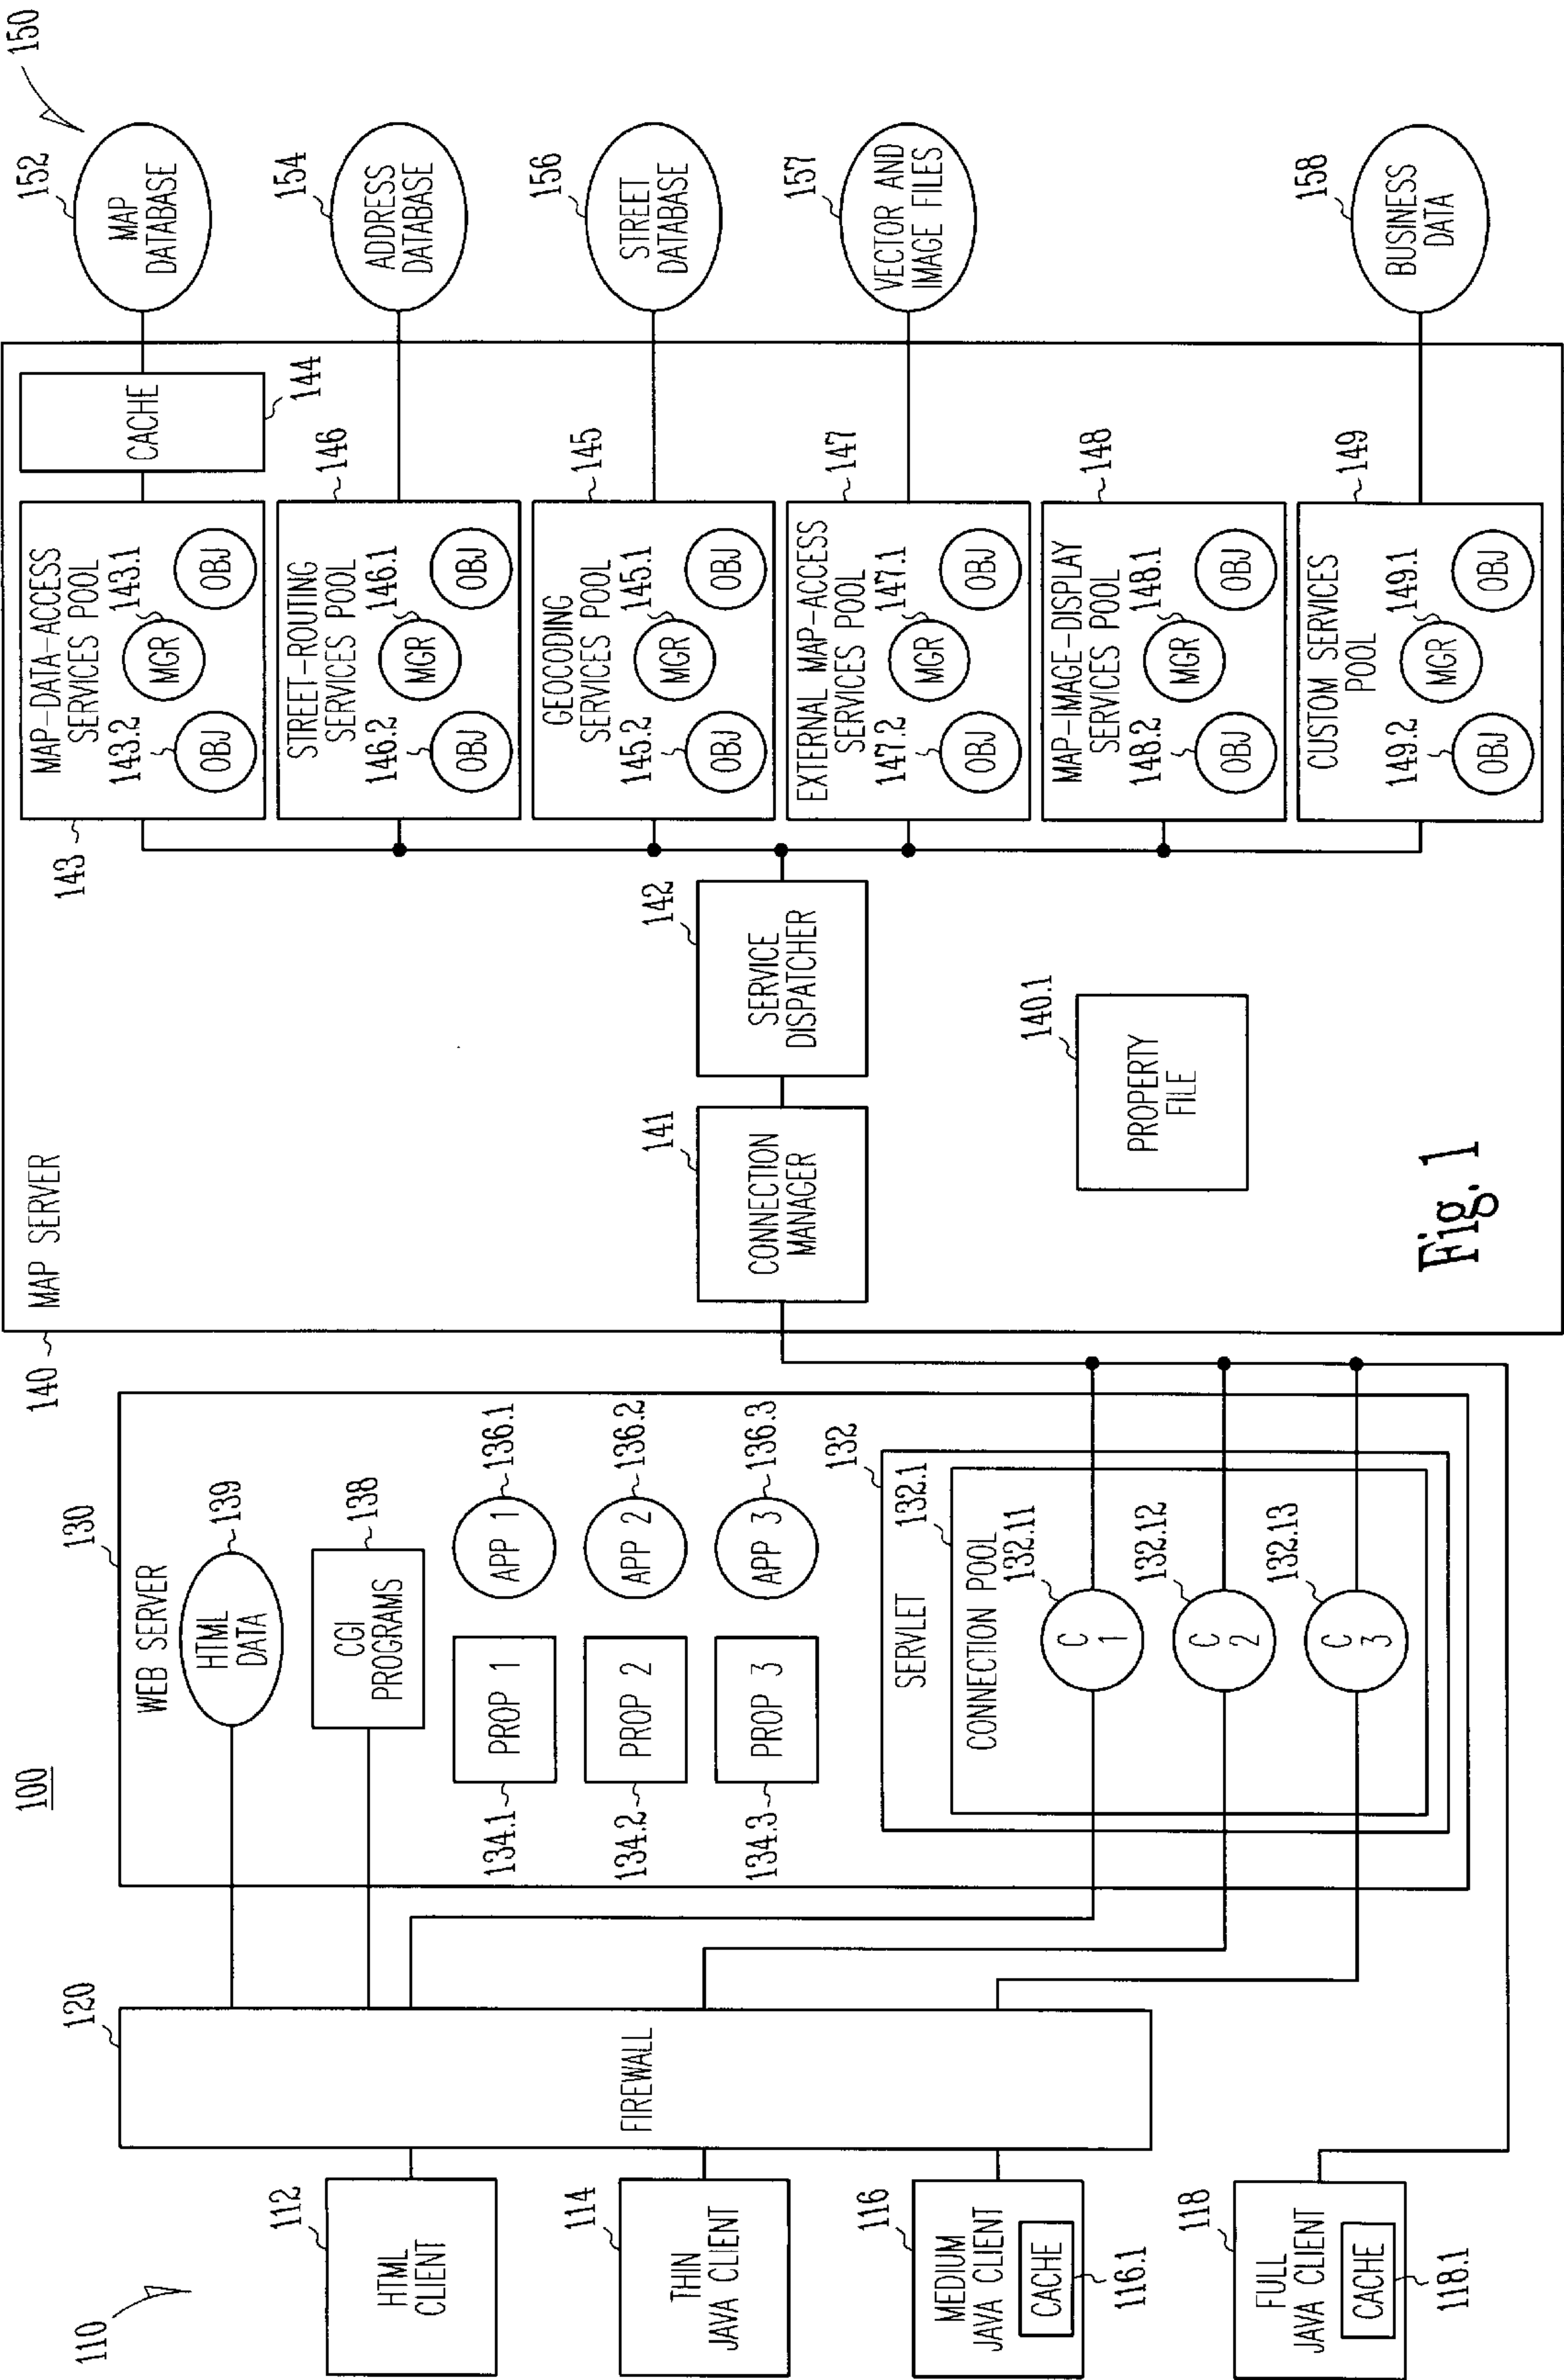 100
110
112
HTML
CLIENT
114
THIN
JAVA CLIENT
116
MEDIUM
JAVA CLIENT
CACHE
116.1
118
FULL
JAVA CLIENT
CACHE
118.1
120
FIREWALL
130
WEB SERVER
HTML
DATA
139
CGI
PROGRAMS
138
134.1
PROP 1
APP 1
136.1
134.2
PROP 2
APP 2
136.2
134.3
PROP 3
APP 3
136.3
132
SERVLET
132.1
CONNECTION POOL
132.11
C
1
132.12
C
2
132.13
C
3
140
MAP SERVER
141
CONNECTION
MANAGER
142
SERVICE
DISPATCHER
140.1
PROPERTY
FILE
143
MAP-DATA-ACCESS
SERVICES POOL
143.2
143.1
OBJ
MGR
OBJ
CACHE
144
146
STREET-ROUTING
SERVICES POOL
146.2
146.1
OBJ
MGR
OBJ
145
GEOCODING
SERVICES POOL
145.2
145.1
OBJ
MGR
OBJ
147
EXTERNAL MAP-ACCESS
SERVICES POOL
147.2
147.1
OBJ
MGR
OBJ
148
MAP-IMAGE-DISPLAY
SERVICES POOL
148.2
148.1
OBJ
MGR
OBJ
149
CUSTOM SERVICES
POOL
149.2
149.1
OBJ
MGR
OBJ
150
152
MAP
DATABASE
154
ADDRESS
DATABASE
156
STREET
DATABASE
157
VECTOR AND
IMAGE FILES
158
BUSINESS
DATA
Fig. 1